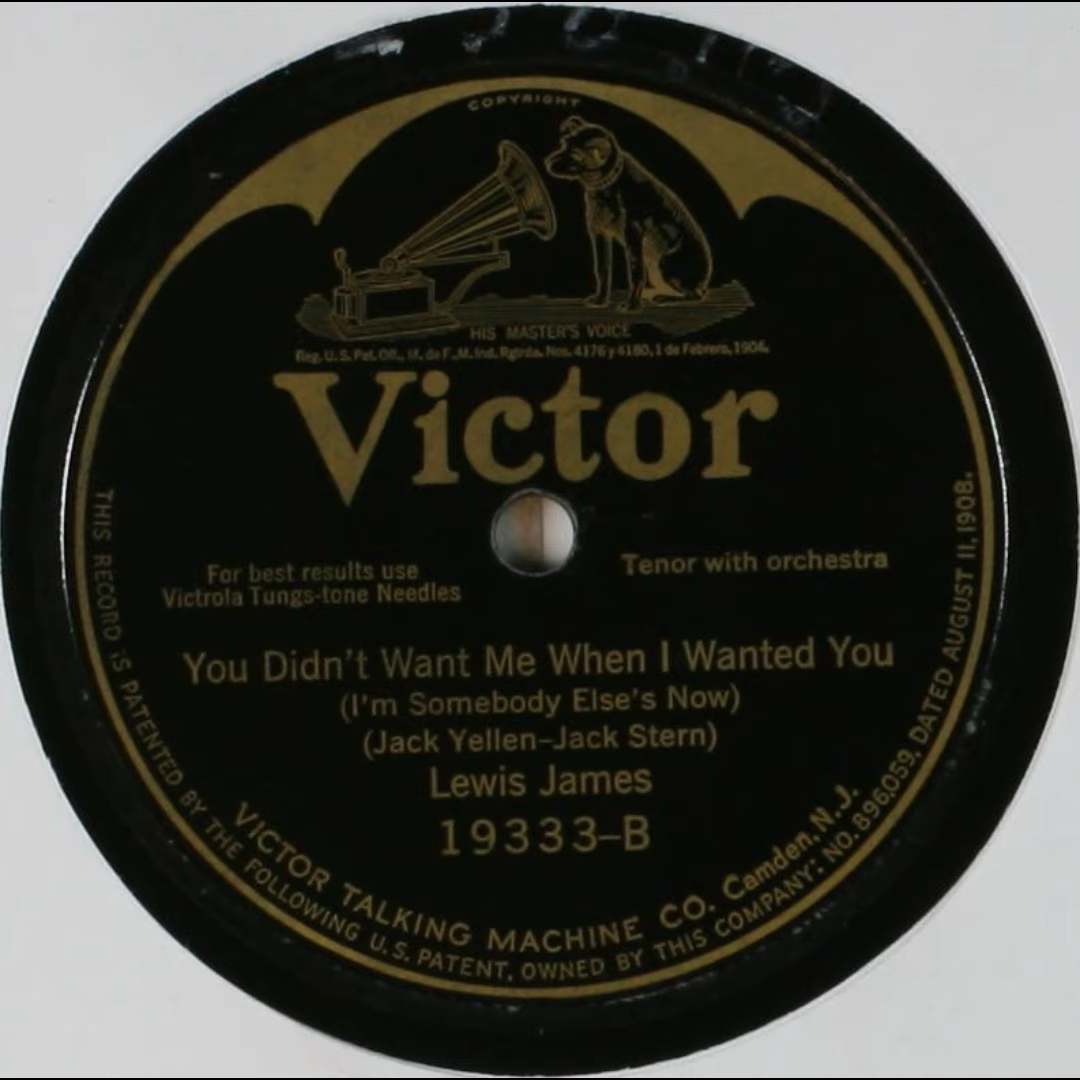 COPYRIGHT
HIS MASTER'S VOICE
Reg. U. S. Pat. Off., M. de F., M. Ind. Rgtrda. Nos. 4176 y 4180, 1 de Febrero, 1904.
Victor
For best results use
Victrola Tungs-tone Needles
Tenor with orchestra
You Didn't Want Me When I Wanted You
(I'm Somebody Else's Now)
(Jack Yellen-Jack Stern)
Lewis James
19333-B
VICTOR TALKING MACHINE CO. Camden, N. J.
THIS RECORD IS PATENTED BY THE FOLLOWING U.S. PATENT, OWNED BY THIS COMPANY: NO. 896,059, DATED AUGUST 11, 1908.